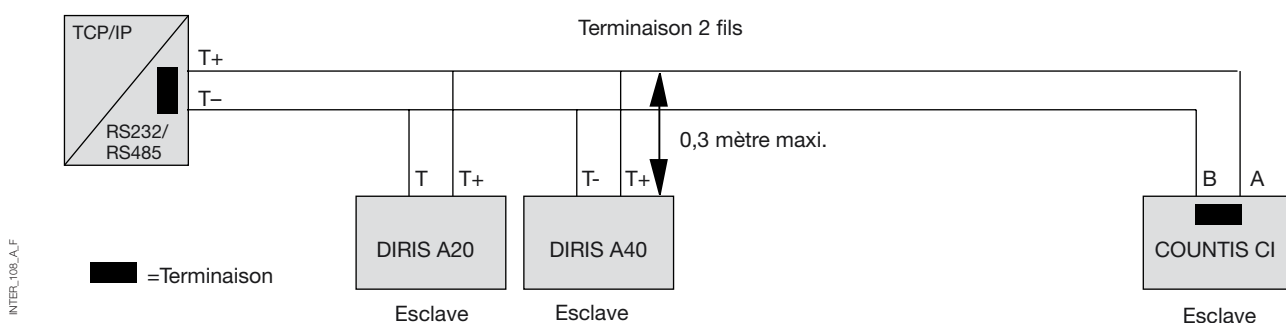 TCP/IP
Terminaison 2 fils
T+
T–
RS232/
RS485
0,3 mètre maxi.
T
T+
T-
T+
B
A
DIRIS A20
DIRIS A40
COUNTIS CI
=Terminaison
Esclave
Esclave
Esclave
INTER_108_A_F